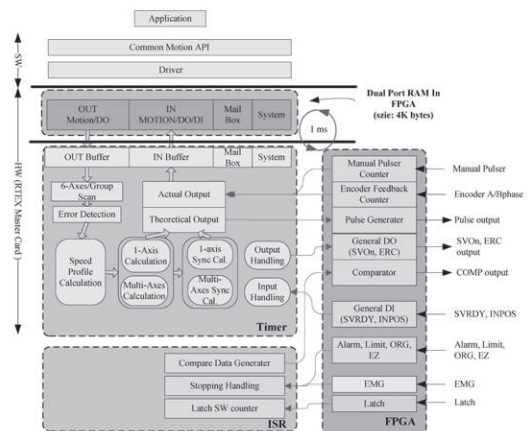 Application
SW
Common Motion API
Driver
Dual Port RAM In
FPGA
(szie: 4K bytes)
OUT
Motion/DO
IN
MOTION/DO/DI
Mail
Box
System
1 ms
HW (RTEX Master Card)
OUT Buffer
IN Buffer
Mail
Box
System
6-Axes/Group
Scan
Error Detection
Actual Output
Theoretical Output
Speed
Profile
Calculation
1-Axis
Calculation
Multi-Axes
Calculation
1-axis
Sync Cal.
Multi-
Axes Sync
Cal.
Output
Handling
Input
Handling
Timer
Manual Pulser
Counter
Encoder Feedback
Counter
Pulse Generater
General DO
(SVOn, ERC)
Comparator
General DI
(SVRDY, INPOS)
Alarm, Limit, ORG,
EZ
EMG
Latch
FPGA
Manual Pulser
Encoder A/Bphase
Pulse output
SVOn, ERC
output
COMP output
SVRDY, INPOS
Alarm, Limit,
ORG, EZ
EMG
Latch
Compare Data Generater
Stopping Handling
Latch SW counter
ISR